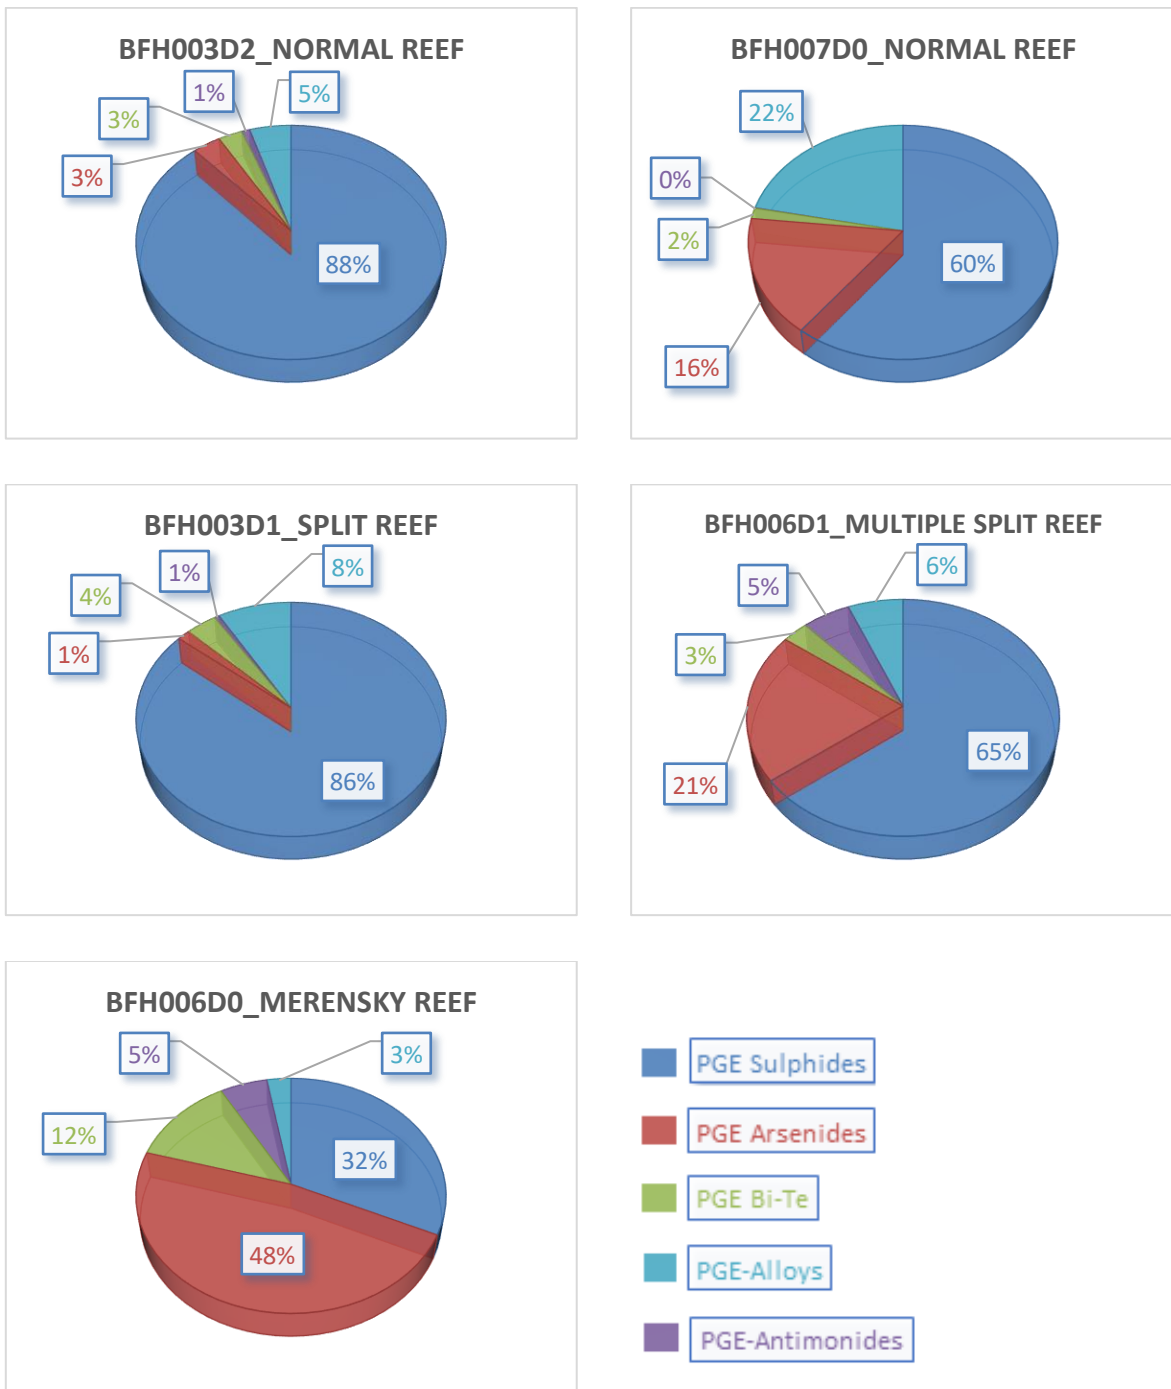 BFH003D2_NORMAL REEF
1%
5%
3%
3%
88%
BFH007D0_NORMAL REEF
22%
0%
2%
60%
16%
BFH003D1_SPLIT REEF
1%
8%
4%
1%
86%
BFH006D1_MULTIPLE SPLIT REEF
6%
5%
3%
65%
21%
BFH006D0_MERENSKY REEF
5%
3%
12%
32%
48%
PGE Sulphides
PGE Arsenides
PGE Bi-Te
PGE-Alloys
PGE-Antimonides